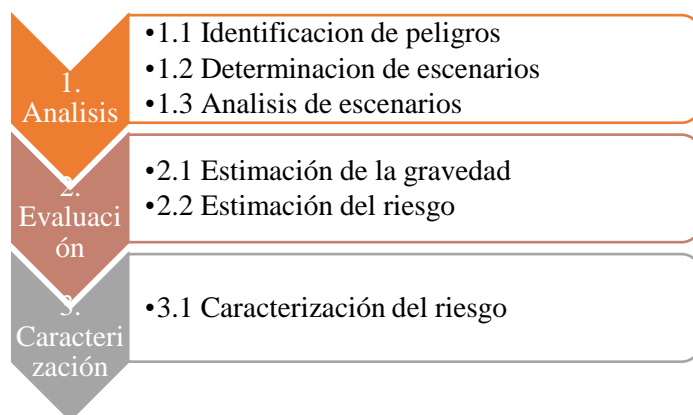 1.
Analisis
•1.1 Identificacion de peligros
•1.2 Determinacion de escenarios
•1.3 Analisis de escenarios
2.
Evaluaci
ón
•2.1 Estimación de la gravedad
•2.2 Estimación del riesgo
3.
Caracteri
zación
•3.1 Caracterización del riesgo